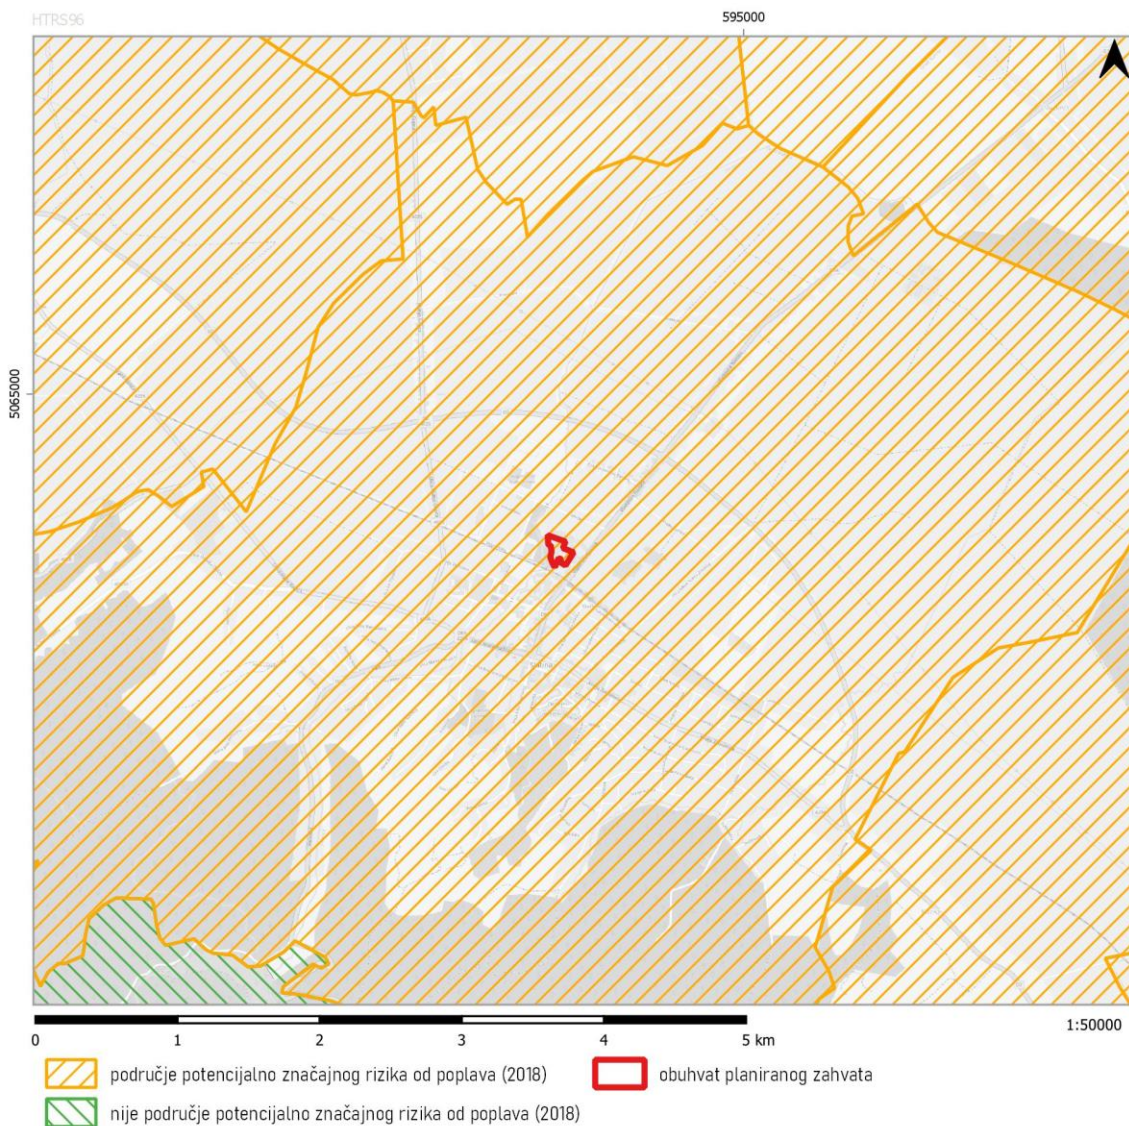 HTRS96
595000
5065000
0 1 2 3 4 5 km
1:50000
područje potencijalno značajnog rizika od poplava (2018)
obuhvat planiranog zahvata
nije područje potencijalno značajnog rizika od poplava (2018)